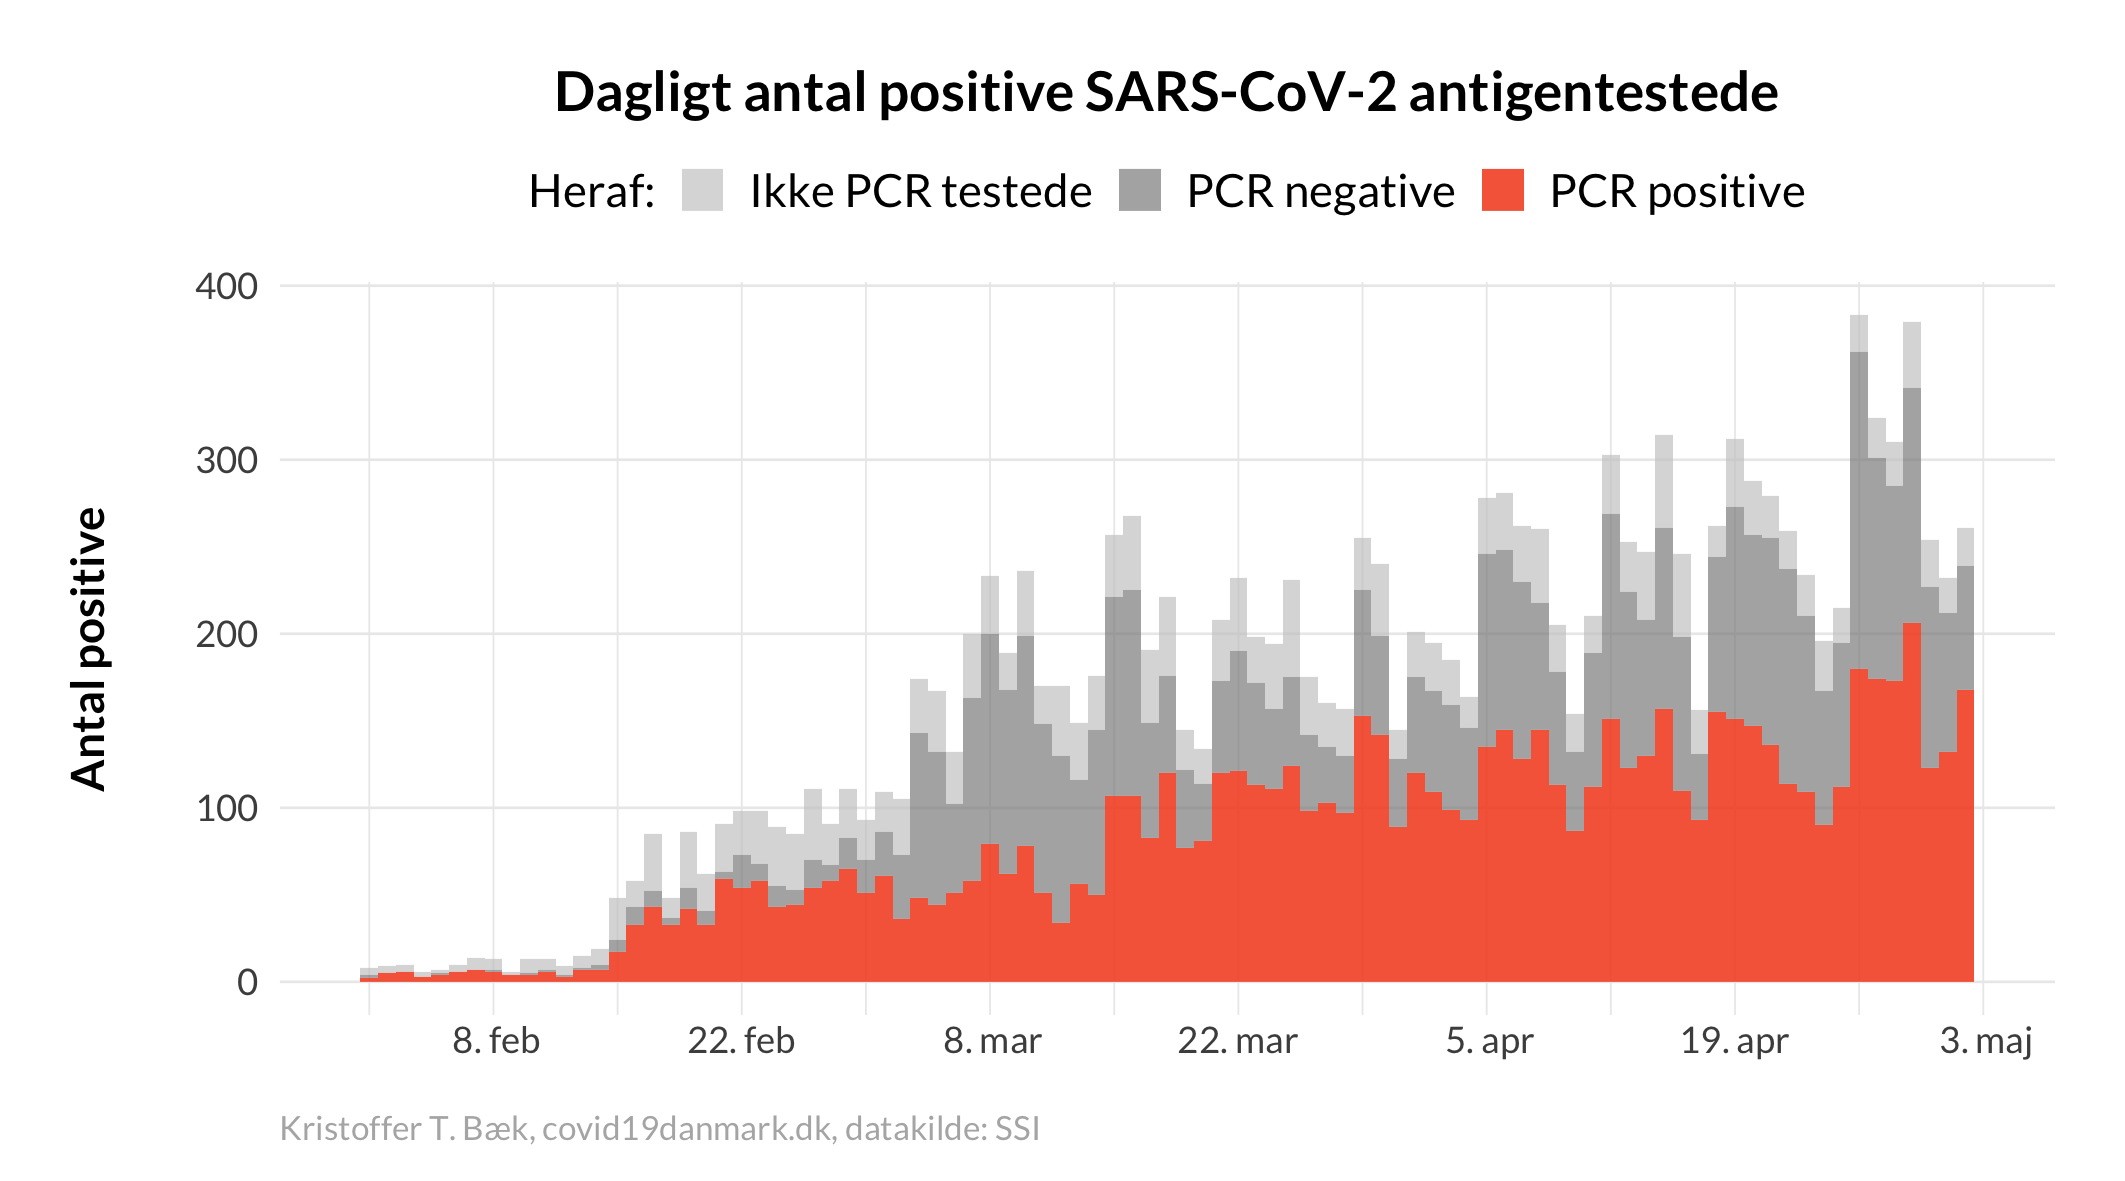 Dagligt antal positive SARS-CoV-2 antigentestede
Heraf: Ikke PCR testede PCR negative PCR positive
Antal positive
400
300
200
100
0
8. feb 22. feb 8. mar 22. mar 5. apr 19. apr 3. maj
Kristoffer T. Bæk, covid19danmark.dk, datakilde: SSI